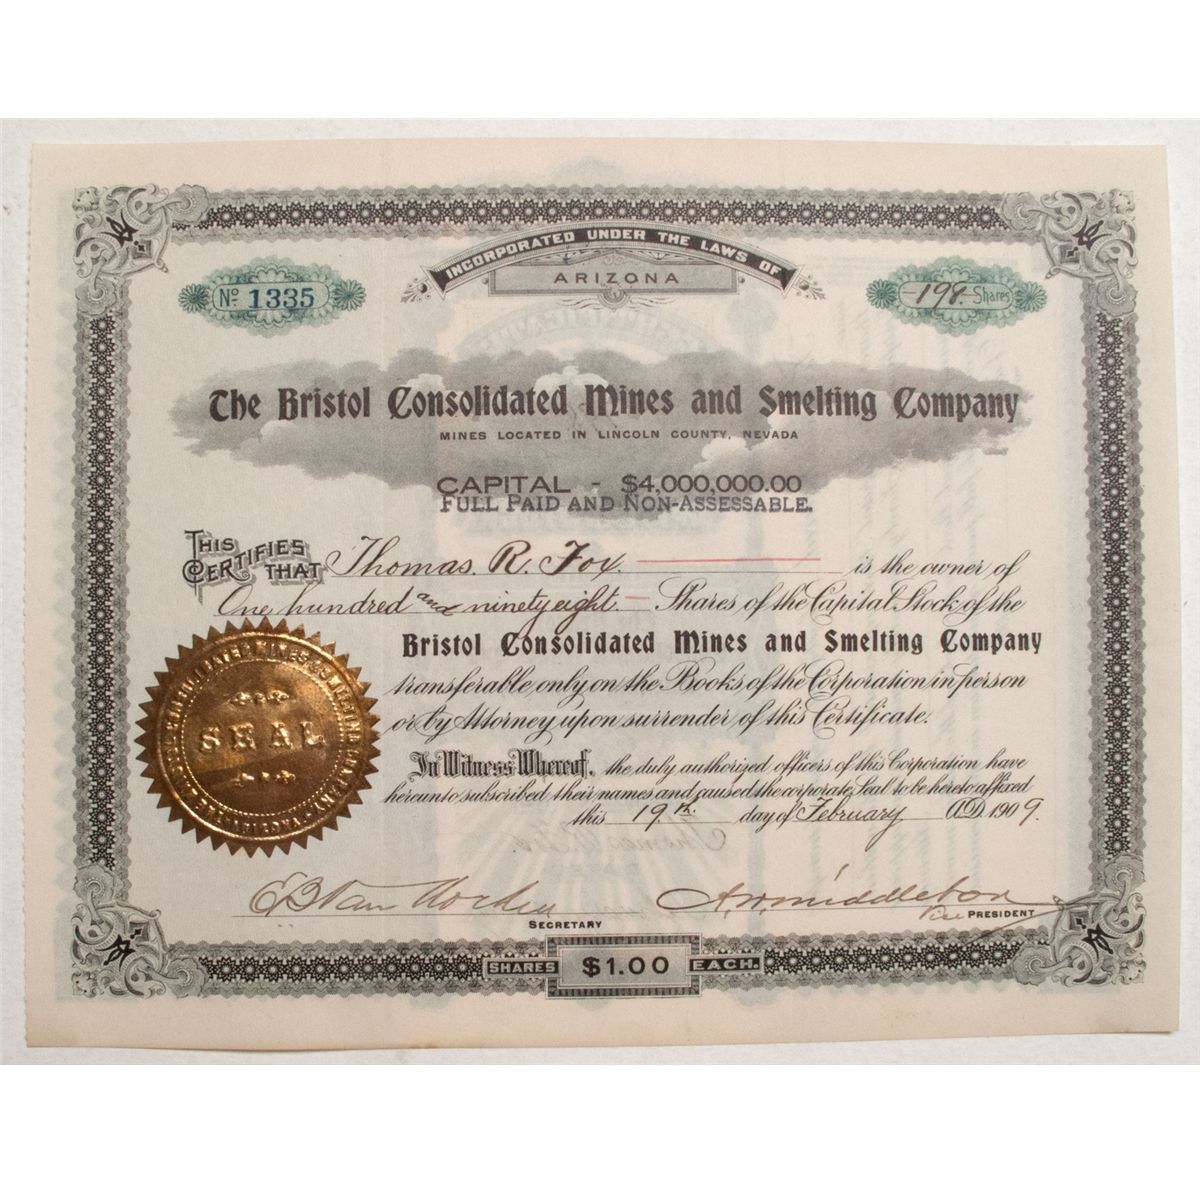 INCORPORATED UNDER THE LAWS OF
ARIZONA
No. 1335
198 Shares
The Bristol Consolidated Mines and Smelting Company
MINES LOCATED IN LINCOLN COUNTY, NEVADA
CAPITAL - $4,000,000.00
FULL PAID AND NON-ASSESSABLE.
THIS CERTIFIES THAT Thomas. R. Fox. is the owner of
One hundred and ninety eight. Shares of the Capital Stock of the
Bristol Consolidated Mines and Smelting Company
transferable only on the Books of the Corporation in person
or by Attorney upon surrender of this Certificate.
In Witness Whereof, the duly authorized officers of this Corporation have
hereunto subscribed their names and caused the corporate Seal to be hereto affixed
this 19th day of February A.D. 1909.
SEAL
A. W. Middleton
SECRETARY
Vice PRESIDENT
SHARES $1.00 EACH.